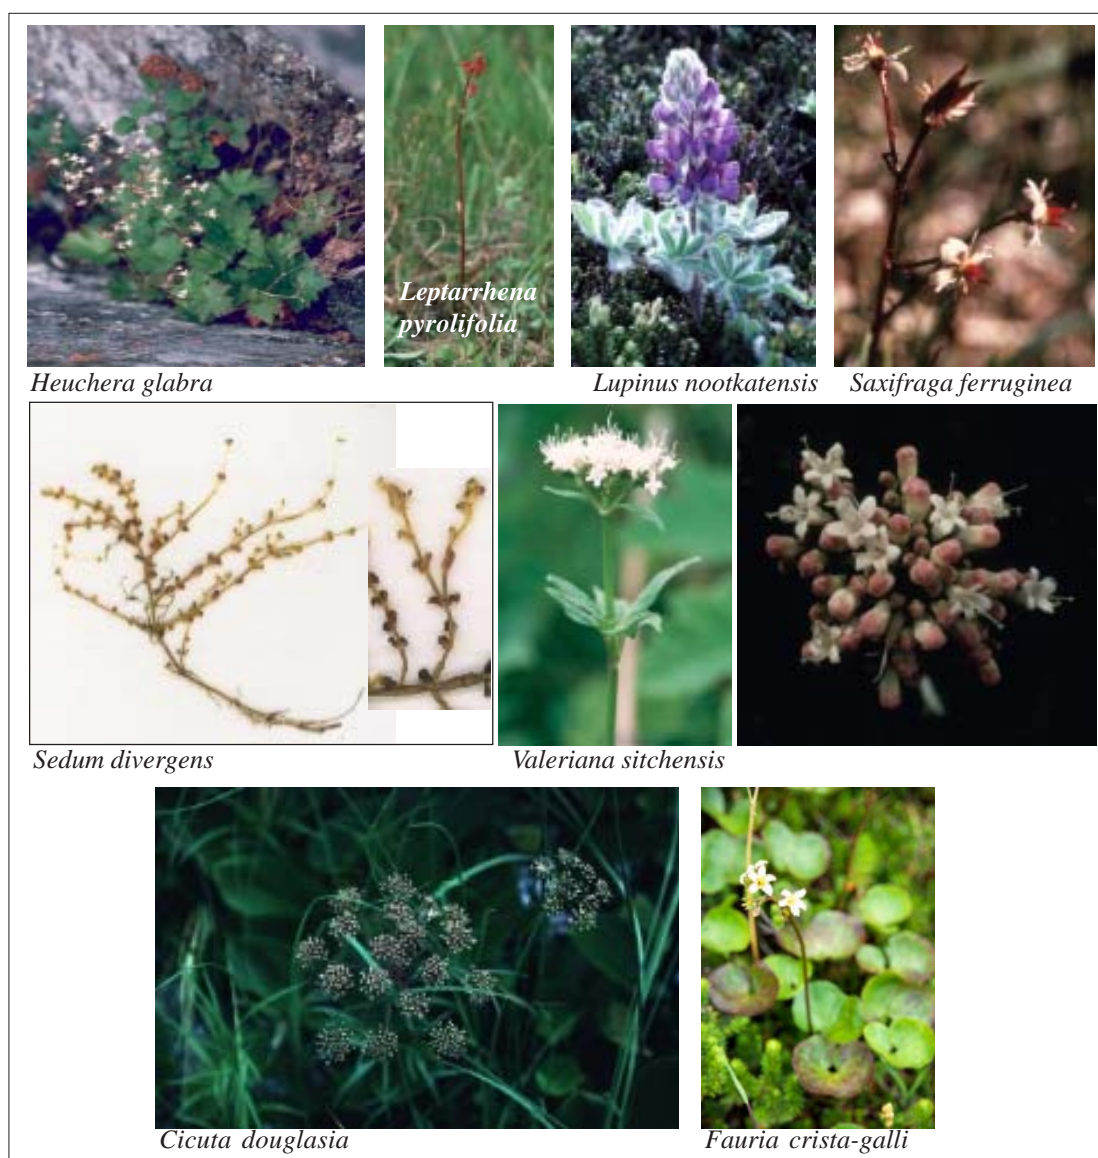 Leptarrhena
pyrolifolia
Heuchera glabra
Lupinus nootkatensis
Saxifraga ferruginea
Sedum divergens
Valeriana sitchensis
Cicuta douglasia
Fauria crista-galli